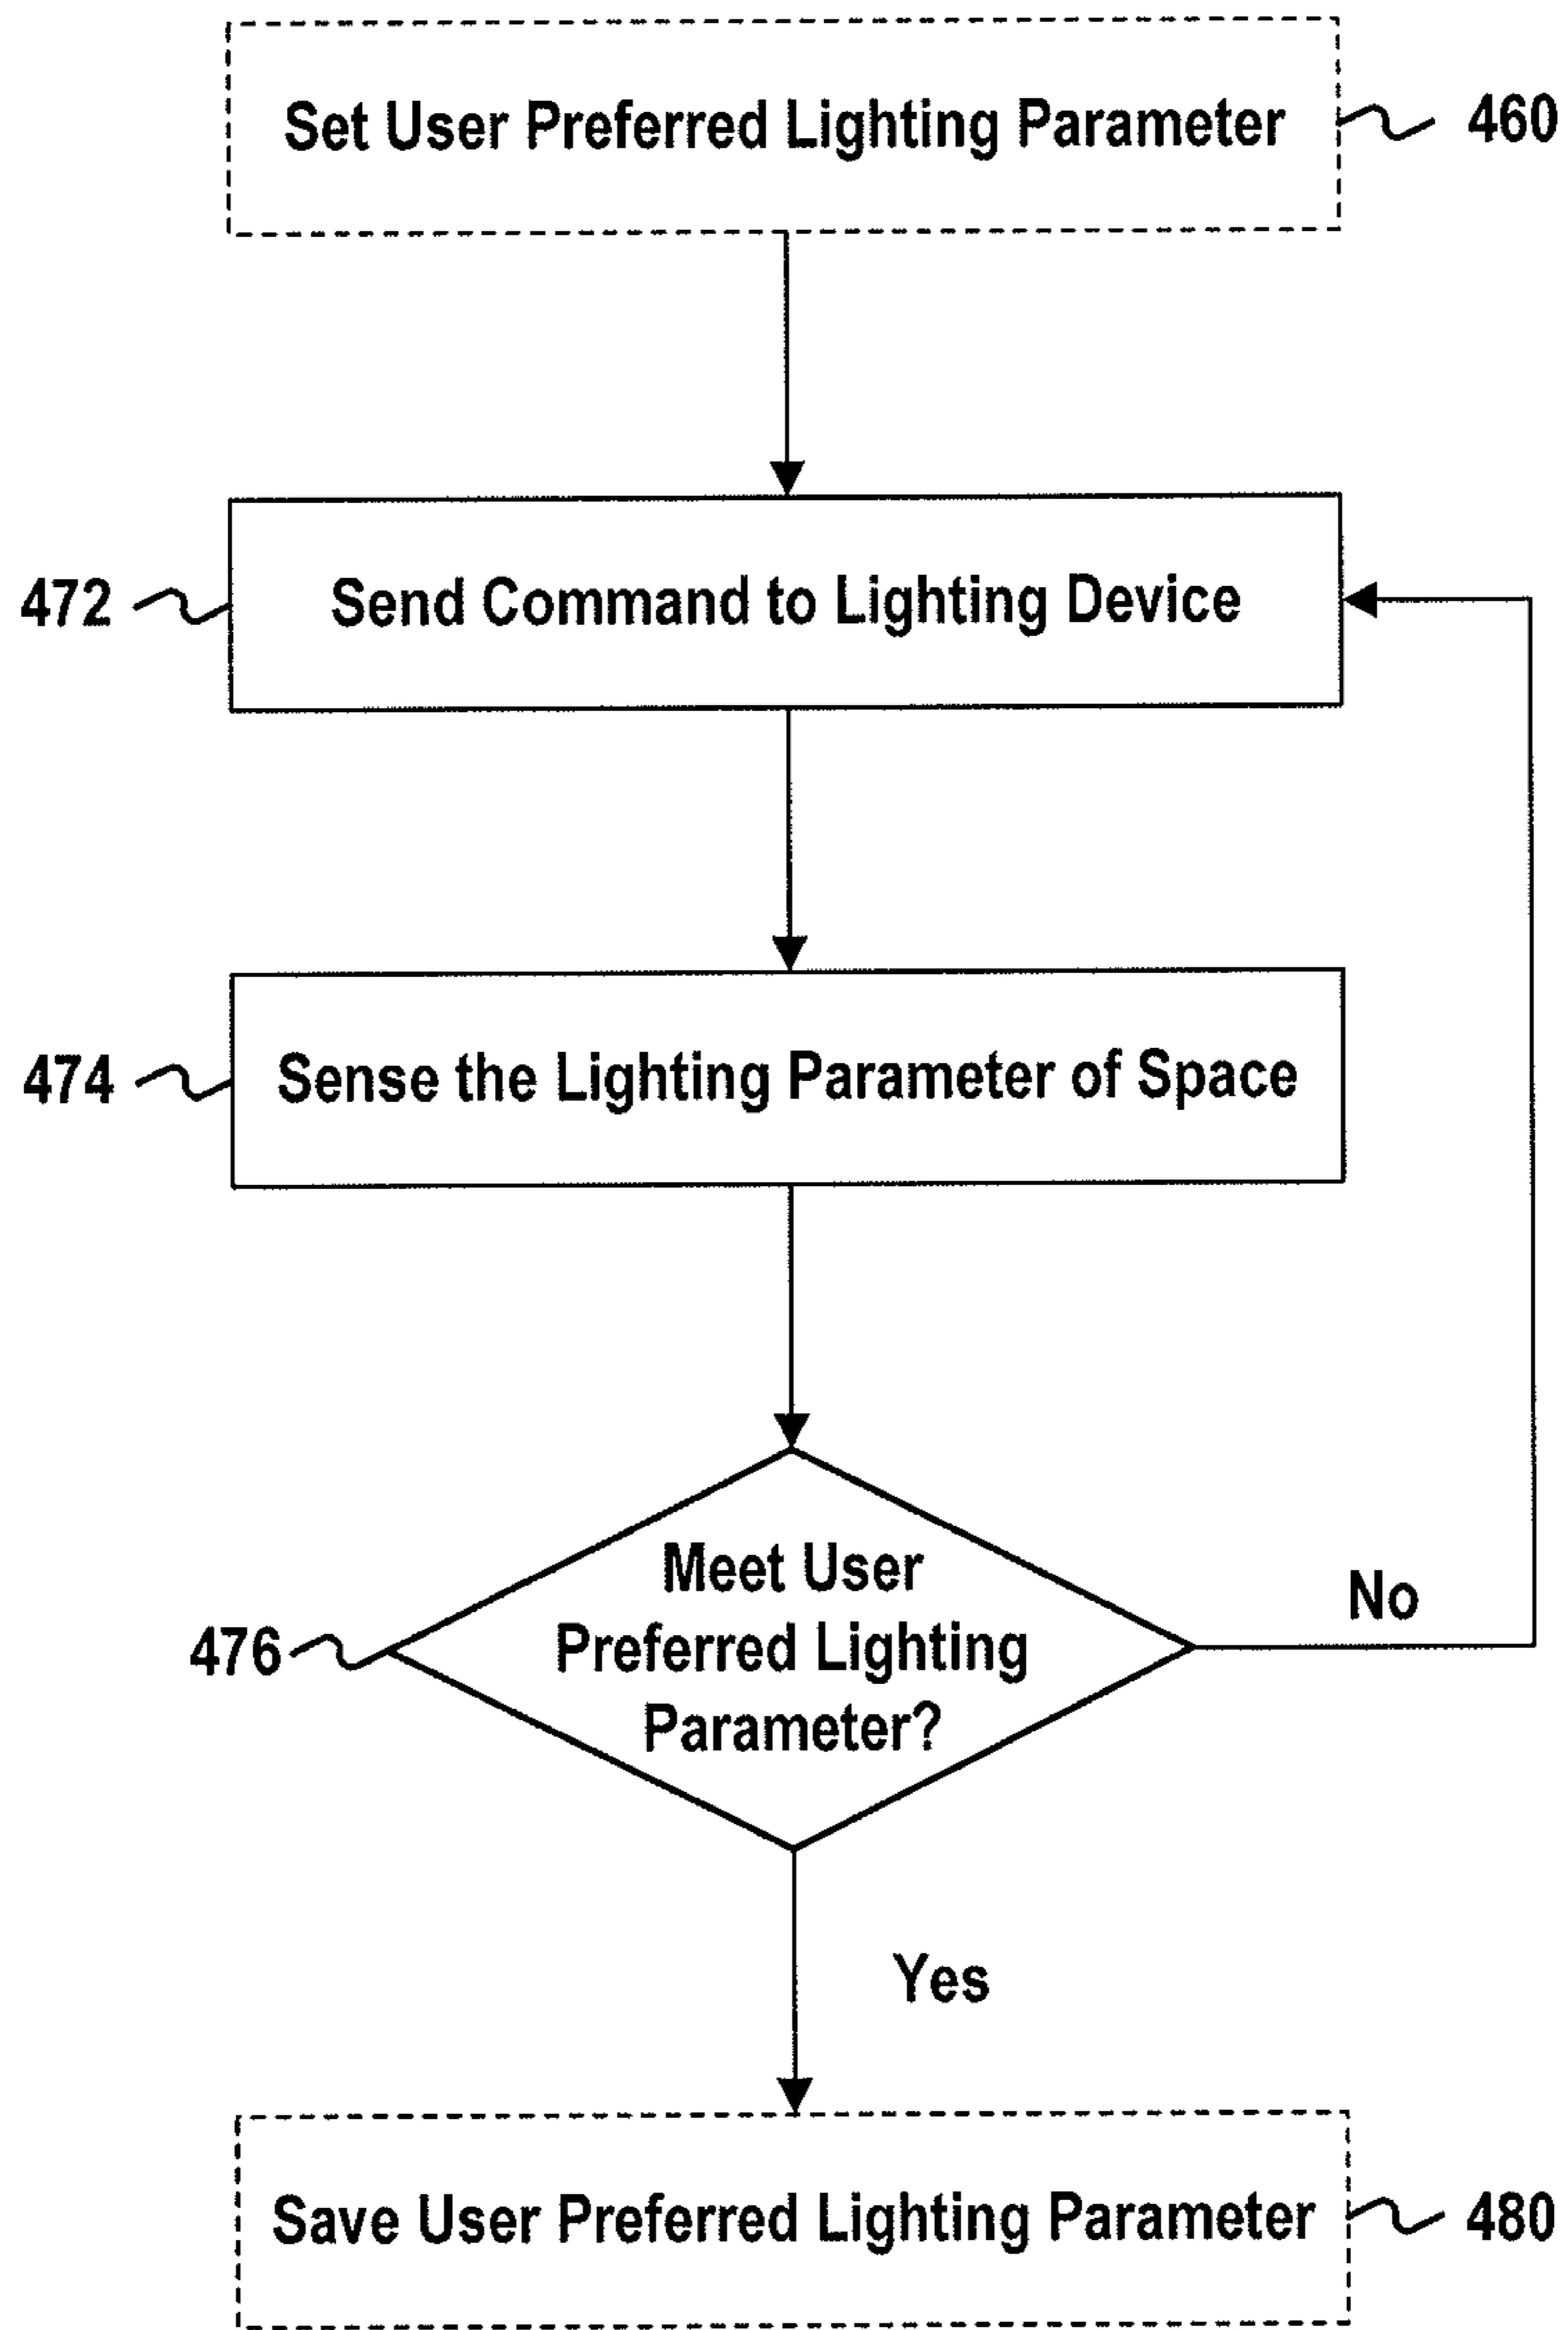 Set User Preferred Lighting Parameter
460
472
Send Command to Lighting Device
474
Sense the Lighting Parameter of Space
476
Meet User
Preferred Lighting
Parameter?
No
Yes
Save User Preferred Lighting Parameter
480